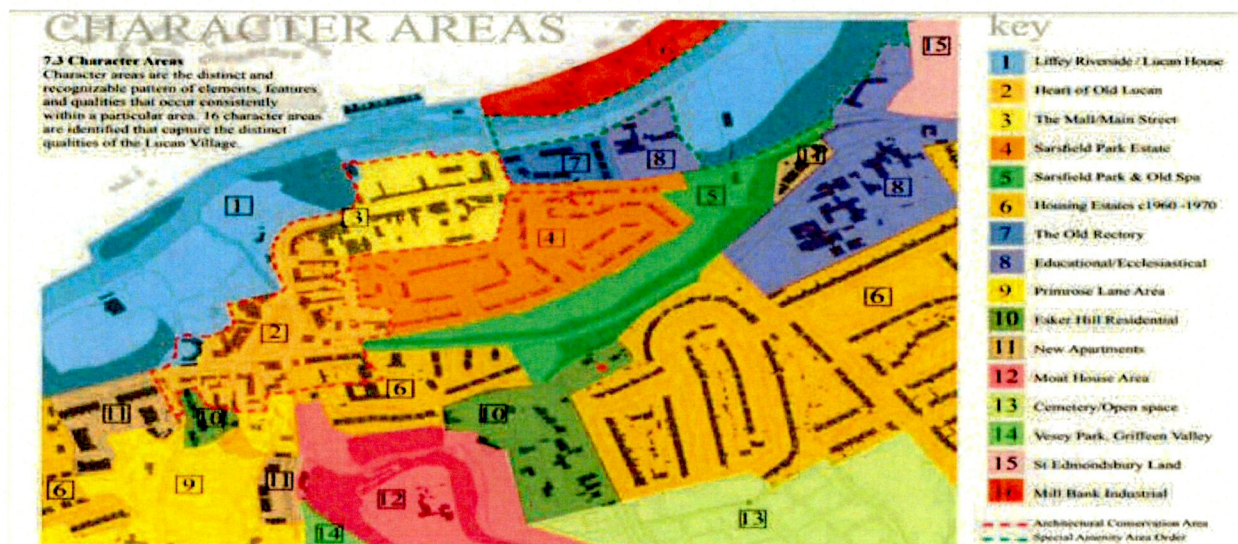 CHARACTER AREAS
7.3 Character Areas
Character areas are the distinct and
recognizable pattern of elements, features
and qualities that occur consistently
within a particular area. 16 character areas
are identified that capture the distinct
qualities of the Lucan Village.
key
1 Liffey Riverside / Lucan House
2 Heart of Old Lucan
3 The Mall/Main Street
4 Sarsfield Park Estate
5 Sarsfield Park & Old Spa
6 Housing Estates c1960 -1970
7 The Old Rectory
8 Educational/Ecclesiastical
9 Primrose Lane Area
10 Esker Hill Residential
11 New Apartments
12 Moat House Area
13 Cemetery/Open space
14 Vesey Park, Griffeen Valley
15 St Edmondsbury Land
16 Mill Bank Industrial
Architectural Conservation Area
Special Amenity Area Order
15
7
8
11
1
3
5
8
4
2
6
6
11
10
10
6
9
11
12
14
13